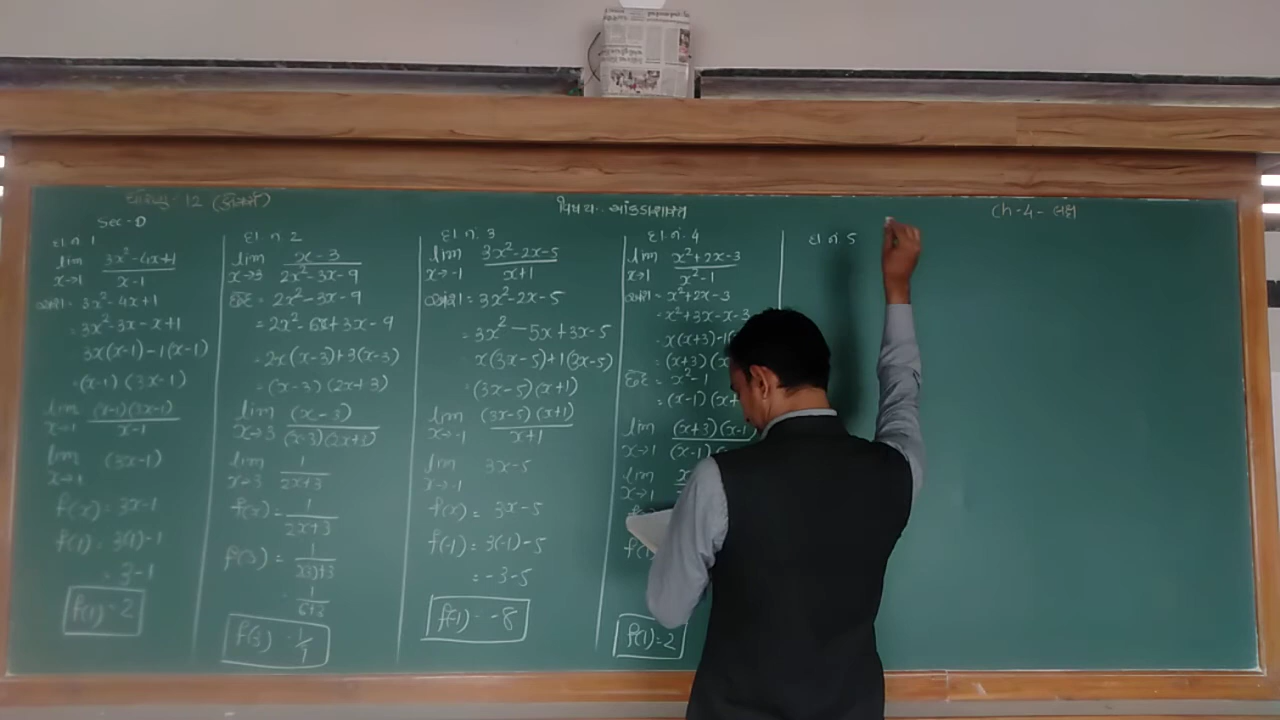 ધોરણ : 12 (કોમર્સ)
વિષય :- આંકડાશાસ્ત્ર
Ch - 4 - લક્ષ
Sec - D
દા.નં. 1
lim x→1 3x²-4x+1 / x-1
અંશ = 3x²-4x+1
= 3x²-3x-x+1
3x(x-1)-1(x-1)
= (x-1) (3x-1)
lim x→1 (x-1)(3x-1) / x-1
lim x→1 (3x-1)
f(x) = 3x-1
f(1) = 3(1)-1
= 3-1
f(1) = 2
દા.નં. 2
lim x→3 x-3 / 2x²-3x-9
છેદ = 2x²-3x-9
= 2x²-6x+3x-9
= 2x(x-3)+3(x-3)
= (x-3) (2x+3)
lim x→3 (x-3) / (x-3)(2x+3)
lim x→3 1 / 2x+3
f(x) = 1 / 2x+3
f(3) = 1 / 2(3)+3
= 1 / 6+3
f(3) = 1/9
દા.નં. 3
lim x→-1 3x²-2x-5 / x+1
અંશ = 3x²-2x-5
= 3x²-5x+3x-5
x(3x-5)+1(3x-5)
= (3x-5) (x+1)
lim x→-1 (3x-5) (x+1) / x+1
lim x→-1 3x-5
f(x) = 3x-5
f(-1) = 3(-1)-5
= -3-5
f(-1) = -8
દા.નં. 4
lim x→1 x²+2x-3 / x²-1
અંશ = x²+2x-3
= x²+3x-x-3
= x(x+3)-1(
= (x+3) (x
છેદ = x²-1
= (x-1) (x+
lim x→1 (x+3) (x-1) / (x-1)
lim x→1 x
f(1) = 2
દા.નં. 5